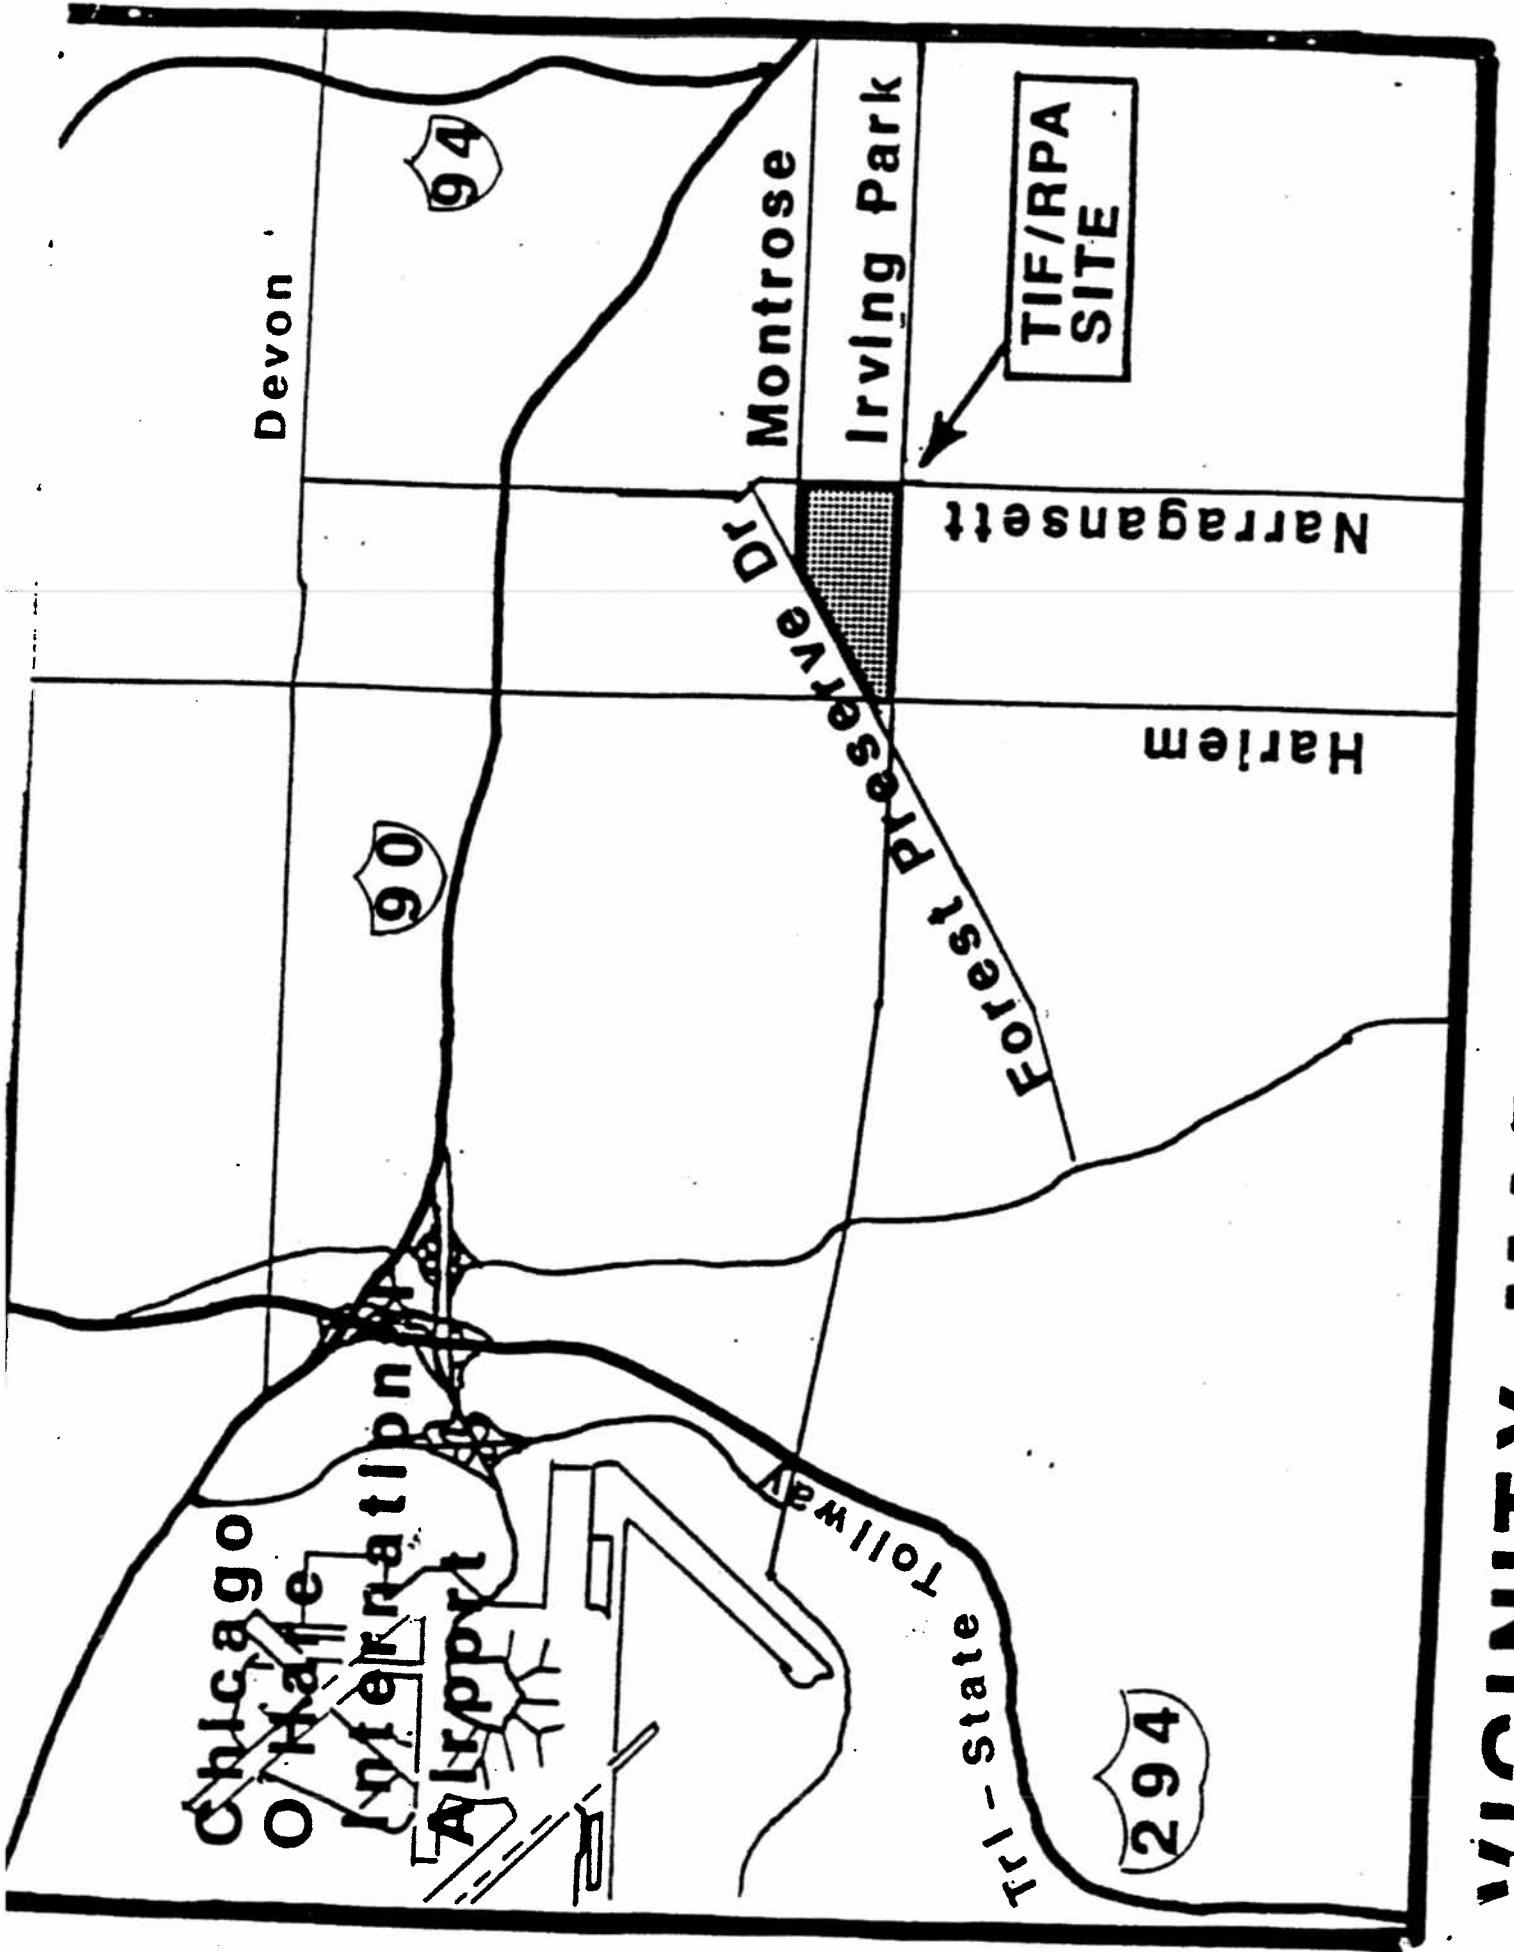 Chicago
O Hare
International
Airport
Devon
94
90
Montrose
Irving Park
TIF/RPA
SITE
Forest Preserve Dr
Narragansett
Harlem
Tri-State Tollway
294
VICINITY